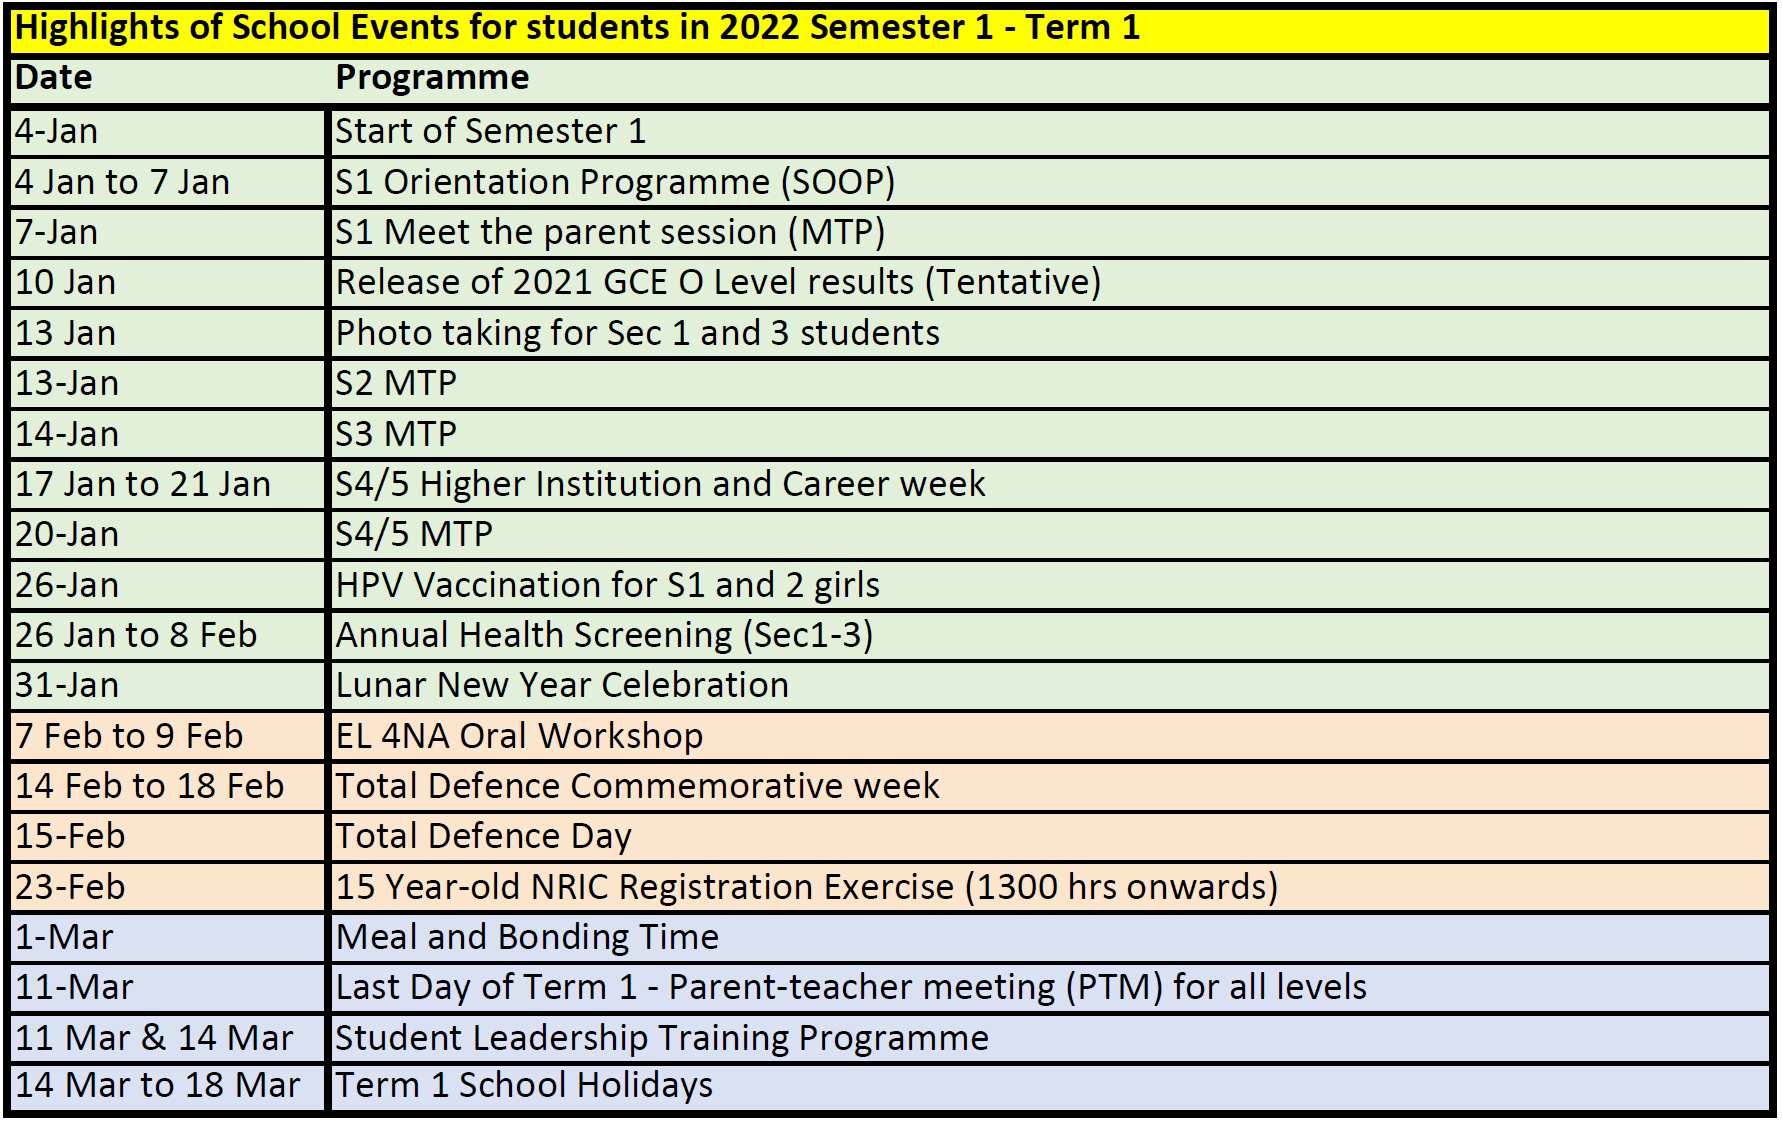 Highlights of School Events for students in 2022 Semester 1 - Term 1
Date Programme
4-Jan Start of Semester 1
4 Jan to 7 Jan S1 Orientation Programme (SOOP)
7-Jan S1 Meet the parent session (MTP)
10 Jan Release of 2021 GCE O Level results (Tentative)
13 Jan Photo taking for Sec 1 and 3 students
13-Jan S2 MTP
14-Jan S3 MTP
17 Jan to 21 Jan S4/5 Higher Institution and Career week
20-Jan S4/5 MTP
26-Jan HPV Vaccination for S1 and 2 girls
26 Jan to 8 Feb Annual Health Screening (Sec1-3)
31-Jan Lunar New Year Celebration
7 Feb to 9 Feb EL 4NA Oral Workshop
14 Feb to 18 Feb Total Defence Commemorative week
15-Feb Total Defence Day
23-Feb 15 Year-old NRIC Registration Exercise (1300 hrs onwards)
1-Mar Meal and Bonding Time
11-Mar Last Day of Term 1 - Parent-teacher meeting (PTM) for all levels
11 Mar & 14 Mar Student Leadership Training Programme
14 Mar to 18 Mar Term 1 School Holidays